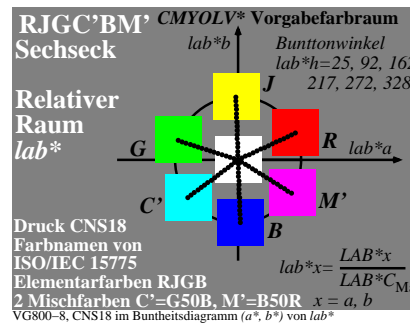 RJGC'BM'
Sechseck
CMYOLV* Vorgabefarbraum
lab*b
Bunttonwinkel
lab*h=25, 92, 162
217, 272, 328
Relativer
Raum
lab*
J
R
G
lab*a
C'
M'
B
Druck CNS18
Farbnamen von
ISO/IEC 15775
Elementarfarben RJGB
2 Mischfarben C'=G50B, M'=B50R
lab*x= LAB*x
LAB*CM
x = a, b
VG800–8, CNS18 im Buntheitsdiagramm (a*, b*) von lab*